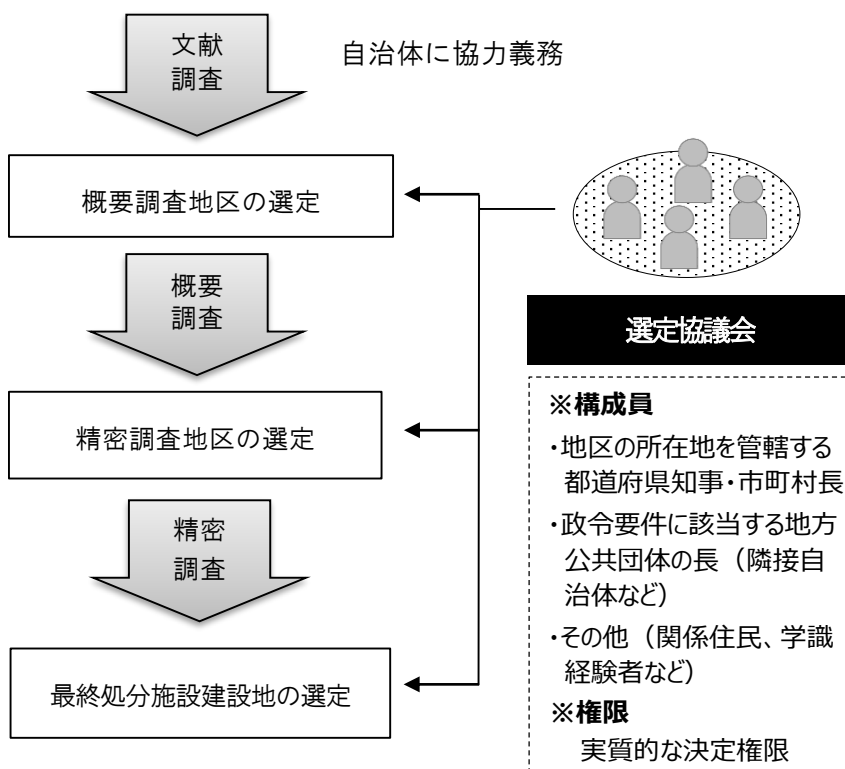 文献
調査
自治体に協力義務
概要調査地区の選定
概要
調査
精密調査地区の選定
精密
調査
最終処分施設建設地の選定
選定協議会
※構成員
・地区の所在地を管轄する
都道府県知事・市町村長
・政令要件に該当する地方
公共団体の長（隣接自
治体など）
・その他（関係住民、学識
経験者など）
※権限
実質的な決定権限